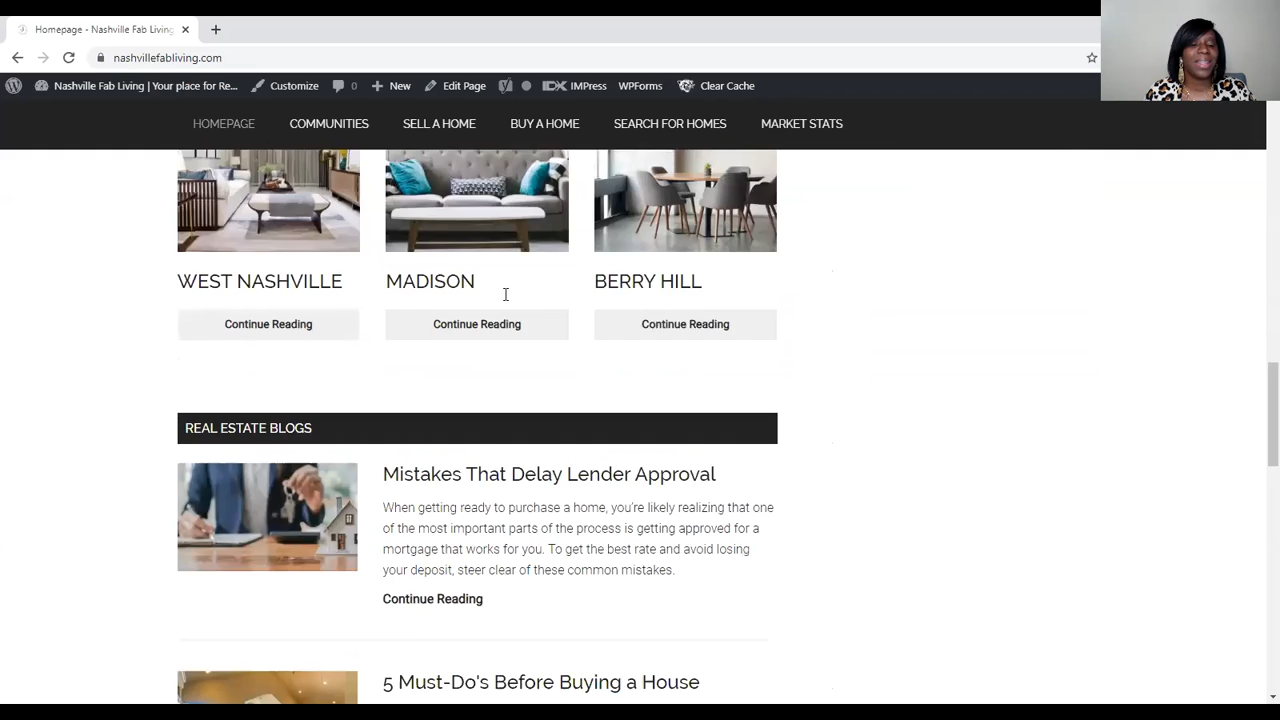 Homepage - Nashville Fab Living
nashvillefabliving.com
Nashville Fab Living | Your place for Re... Customize 0 New Edit Page IDX IMPress WPForms Clear Cache
HOMEPAGE COMMUNITIES SELL A HOME BUY A HOME SEARCH FOR HOMES MARKET STATS
WEST NASHVILLE MADISON BERRY HILL
Continue Reading Continue Reading Continue Reading
REAL ESTATE BLOGS
Mistakes That Delay Lender Approval
When getting ready to purchase a home, you're likely realizing that one
of the most important parts of the process is getting approved for a
mortgage that works for you. To get the best rate and avoid losing
your deposit, steer clear of these common mistakes.
Continue Reading
5 Must-Do's Before Buying a House